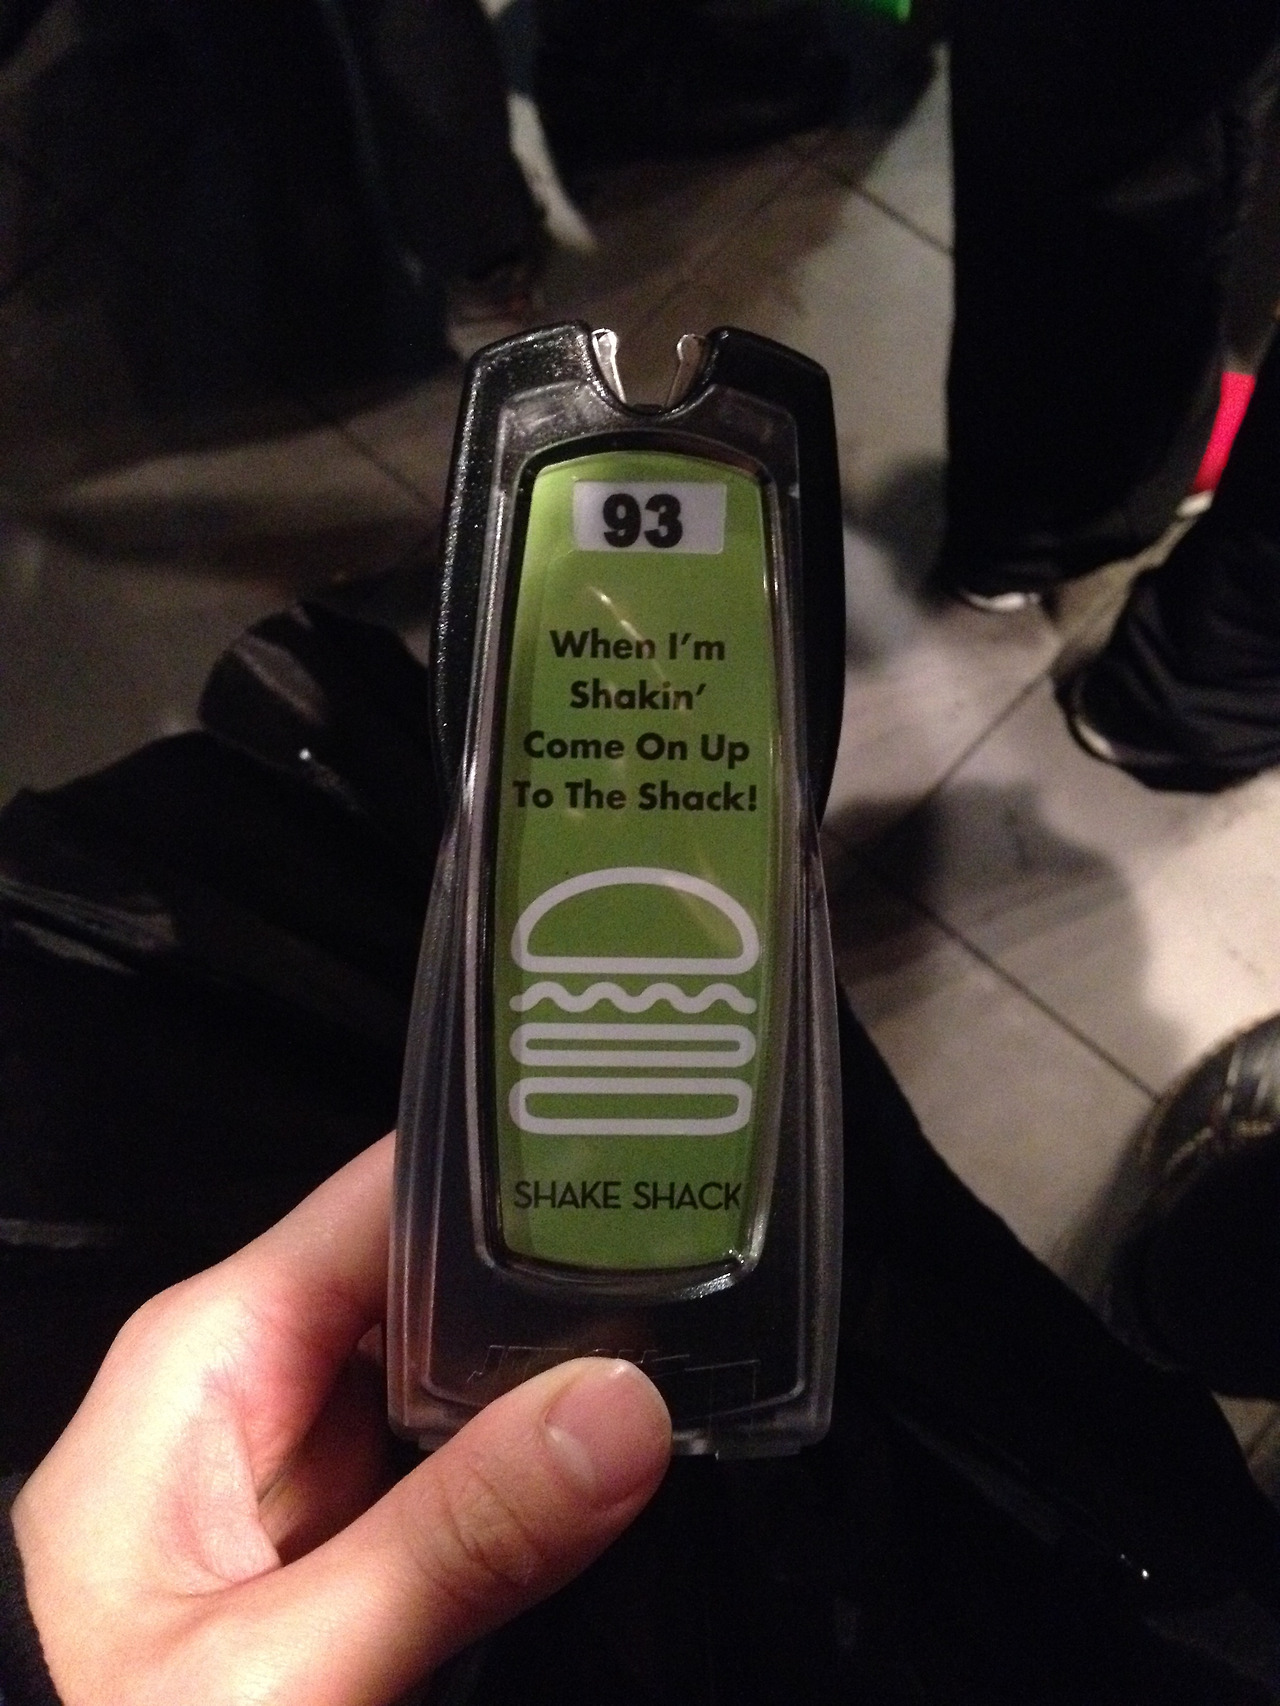 93
When I'm
Shakin'
Come On Up
To The Shack!
SHAKE SHACK